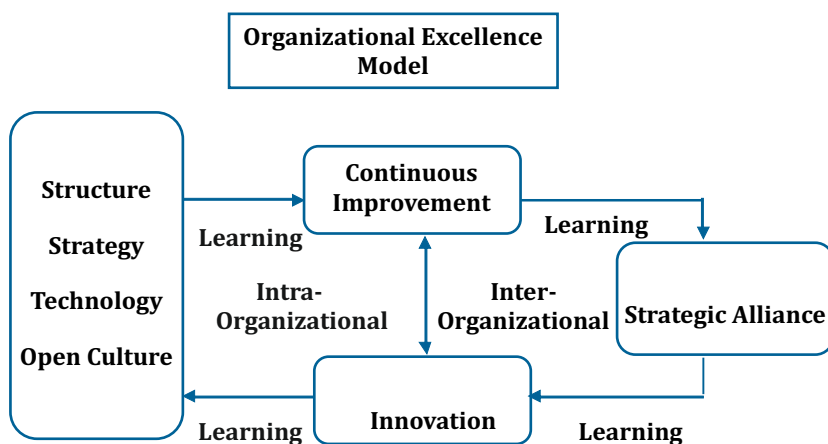 Organizational Excellence
Model
Structure
Strategy
Technology
Open Culture
Continuous
Improvement
Learning
Learning
Intra-
Organizational
Inter-
Organizational
Strategic Alliance
Innovation
Learning
Learning